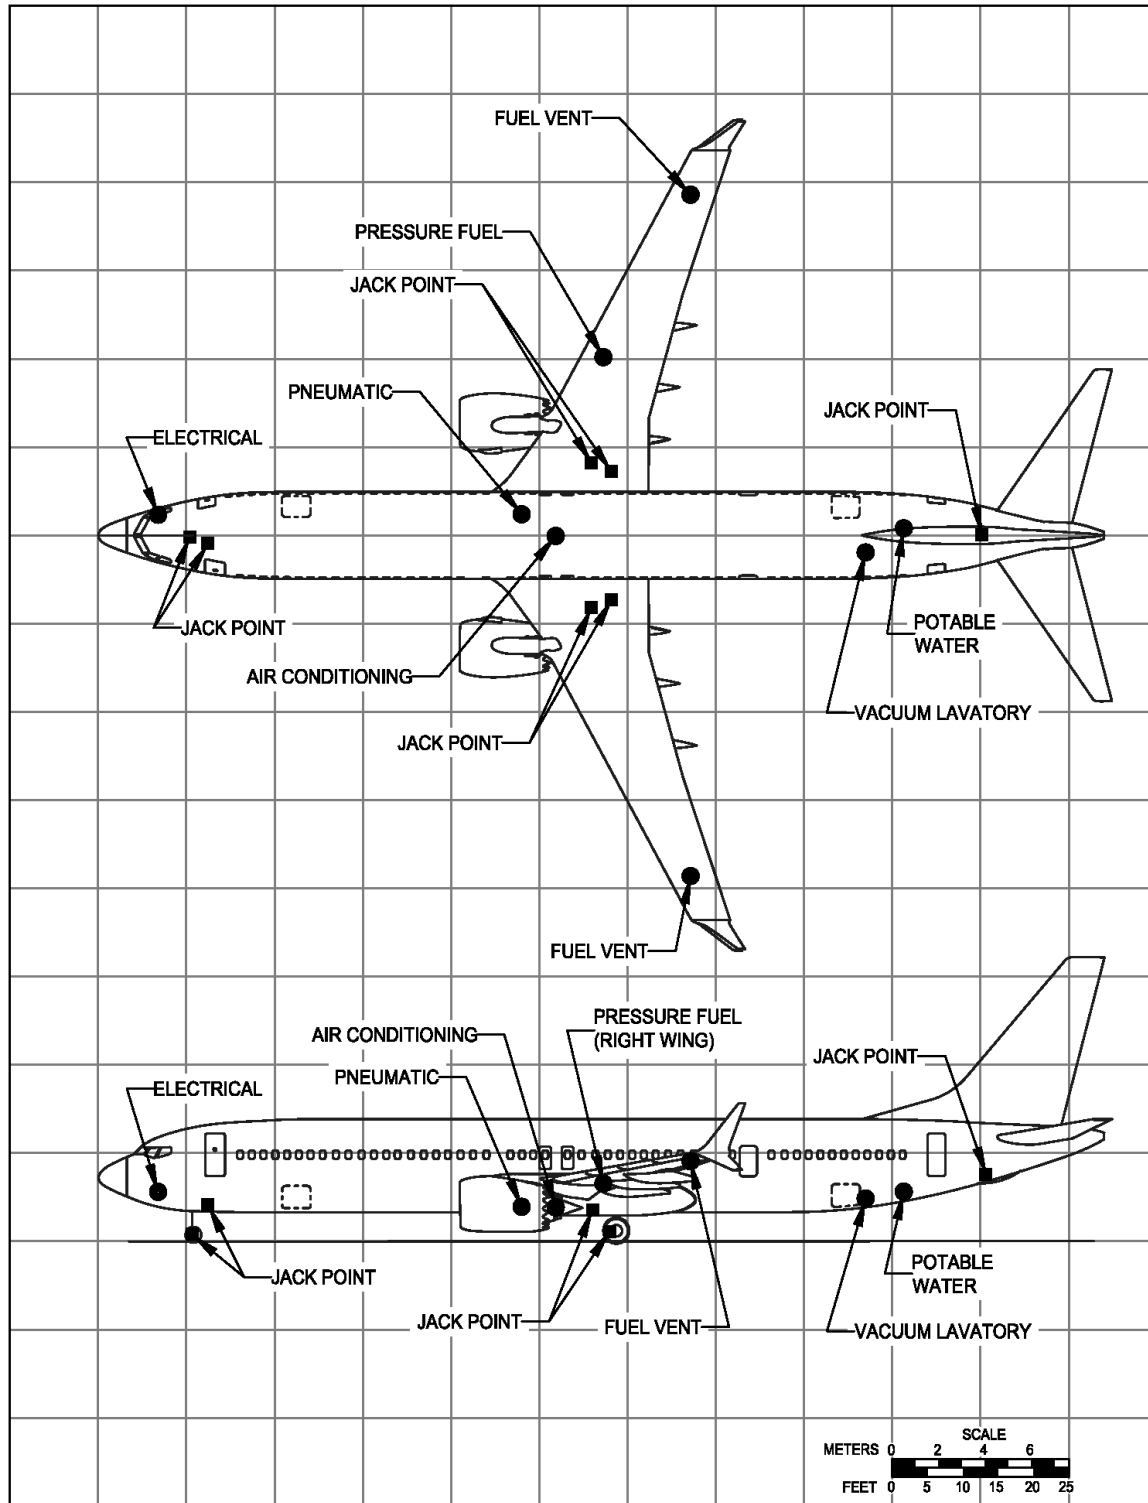 FUEL VENT
PRESSURE FUEL
JACK POINT
PNEUMATIC
JACK POINT
ELECTRICAL
JACK POINT
POTABLE
WATER
AIR CONDITIONING
VACUUM LAVATORY
JACK POINT
FUEL VENT
PRESSURE FUEL
(RIGHT WING)
AIR CONDITIONING
JACK POINT
PNEUMATIC
ELECTRICAL
POTABLE
WATER
JACK POINT
JACK POINT
FUEL VENT
VACUUM LAVATORY
SCALE
METERS 0 2 4 6
FEET 0 5 10 15 20 25